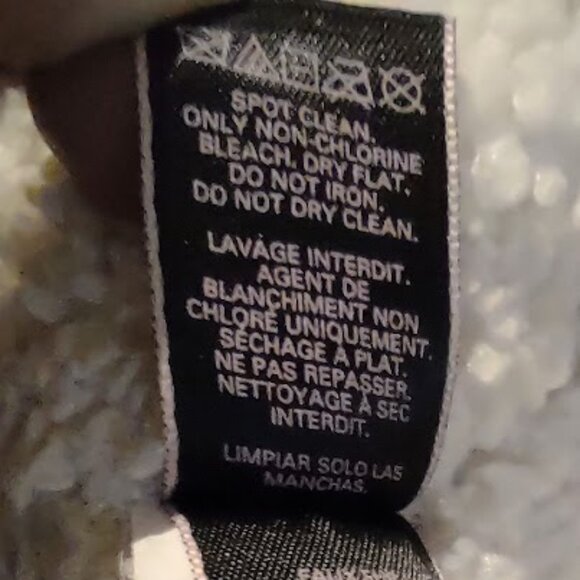 SPOT CLEAN.
ONLY NON-CHLORINE
BLEACH. DRY FLAT.
DO NOT IRON.
DO NOT DRY CLEAN.
LAVÁGE INTERDIT.
AGENT DE
BLANCHIMENT NON
CHLORÉ UNIQUEMENT.
SÉCHAGE À PLAT.
NE PAS REPASSER.
NETTOYAGE À SEC
INTERDIT.
LIMPIAR SOLO LAS
MANCHAS.